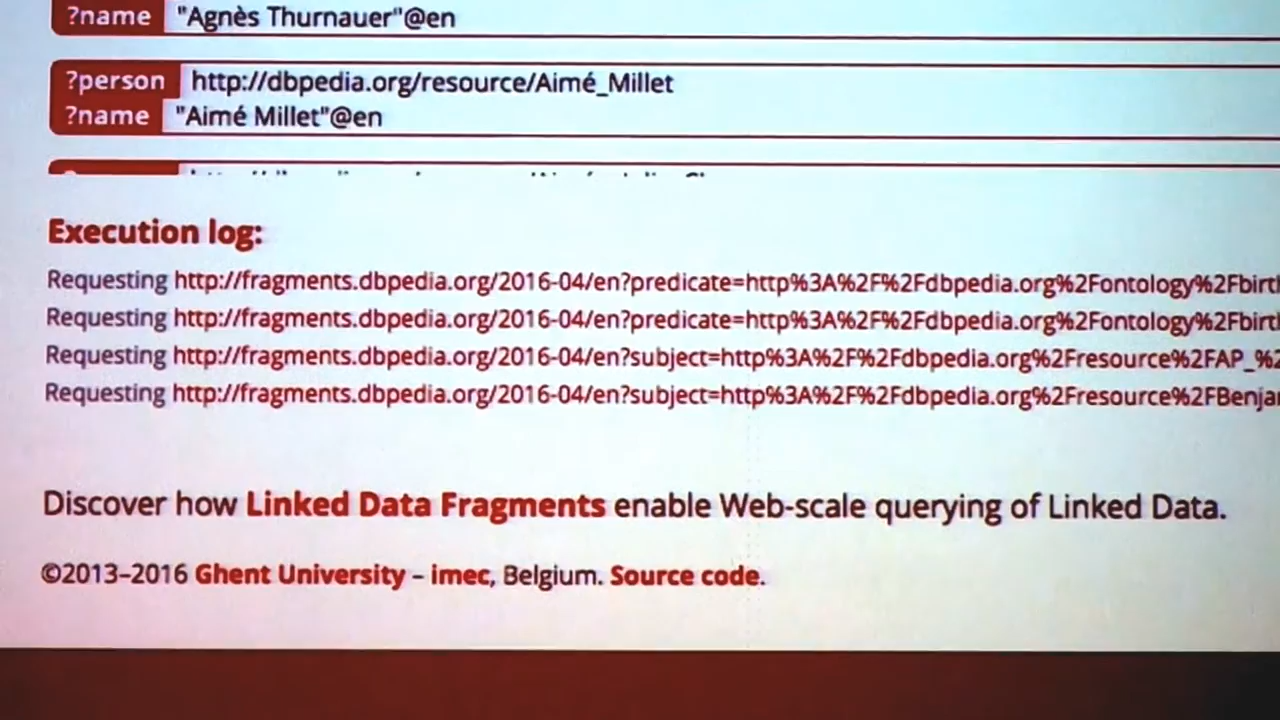 ?name "Agnès Thurnauer"@en
?person http://dbpedia.org/resource/Aimé_Millet
?name "Aimé Millet"@en
Execution log:
Requesting http://fragments.dbpedia.org/2016-04/en?predicate=http%3A%2F%2Fdbpedia.org%2Fontology%2Fbirth
Requesting http://fragments.dbpedia.org/2016-04/en?predicate=http%3A%2F%2Fdbpedia.org%2Fontology%2Fbirth
Requesting http://fragments.dbpedia.org/2016-04/en?subject=http%3A%2F%2Fdbpedia.org%2Fresource%2FAP_%2
Requesting http://fragments.dbpedia.org/2016-04/en?subject=http%3A%2F%2Fdbpedia.org%2Fresource%2FBenjar
Discover how Linked Data Fragments enable Web-scale querying of Linked Data.
©2013–2016 Ghent University – imec, Belgium. Source code.